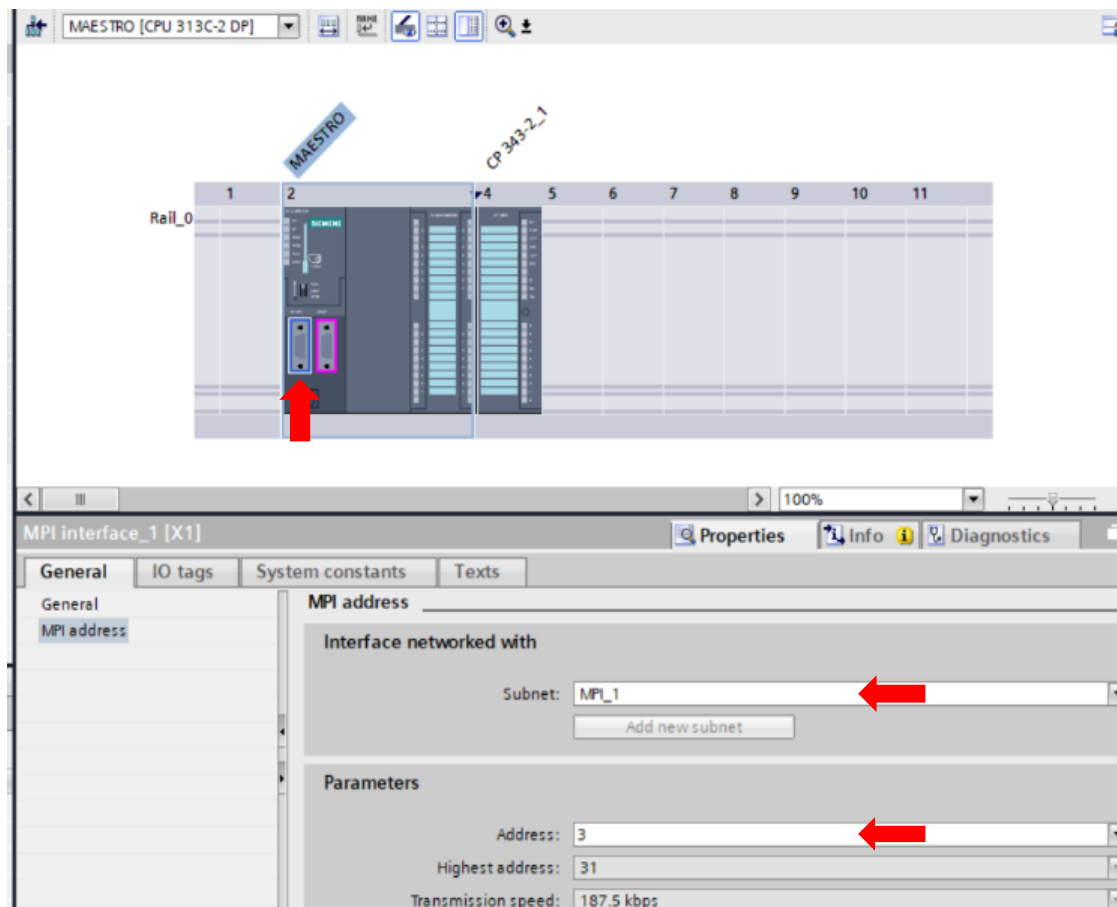 MAESTRO [CPU 313C-2 DP]
MAESTRO
CP 343-2_1
1 2 4 5 6 7 8 9 10 11
Rail_0
SIEMENS
100%
MPI interface_1 [X1]
Properties Info Diagnostics
General IO tags System constants Texts
General
MPI address
MPI address
Interface networked with
Subnet: MPI_1
Add new subnet
Parameters
Address: 3
Highest address: 31
Transmission speed: 187.5 kbps